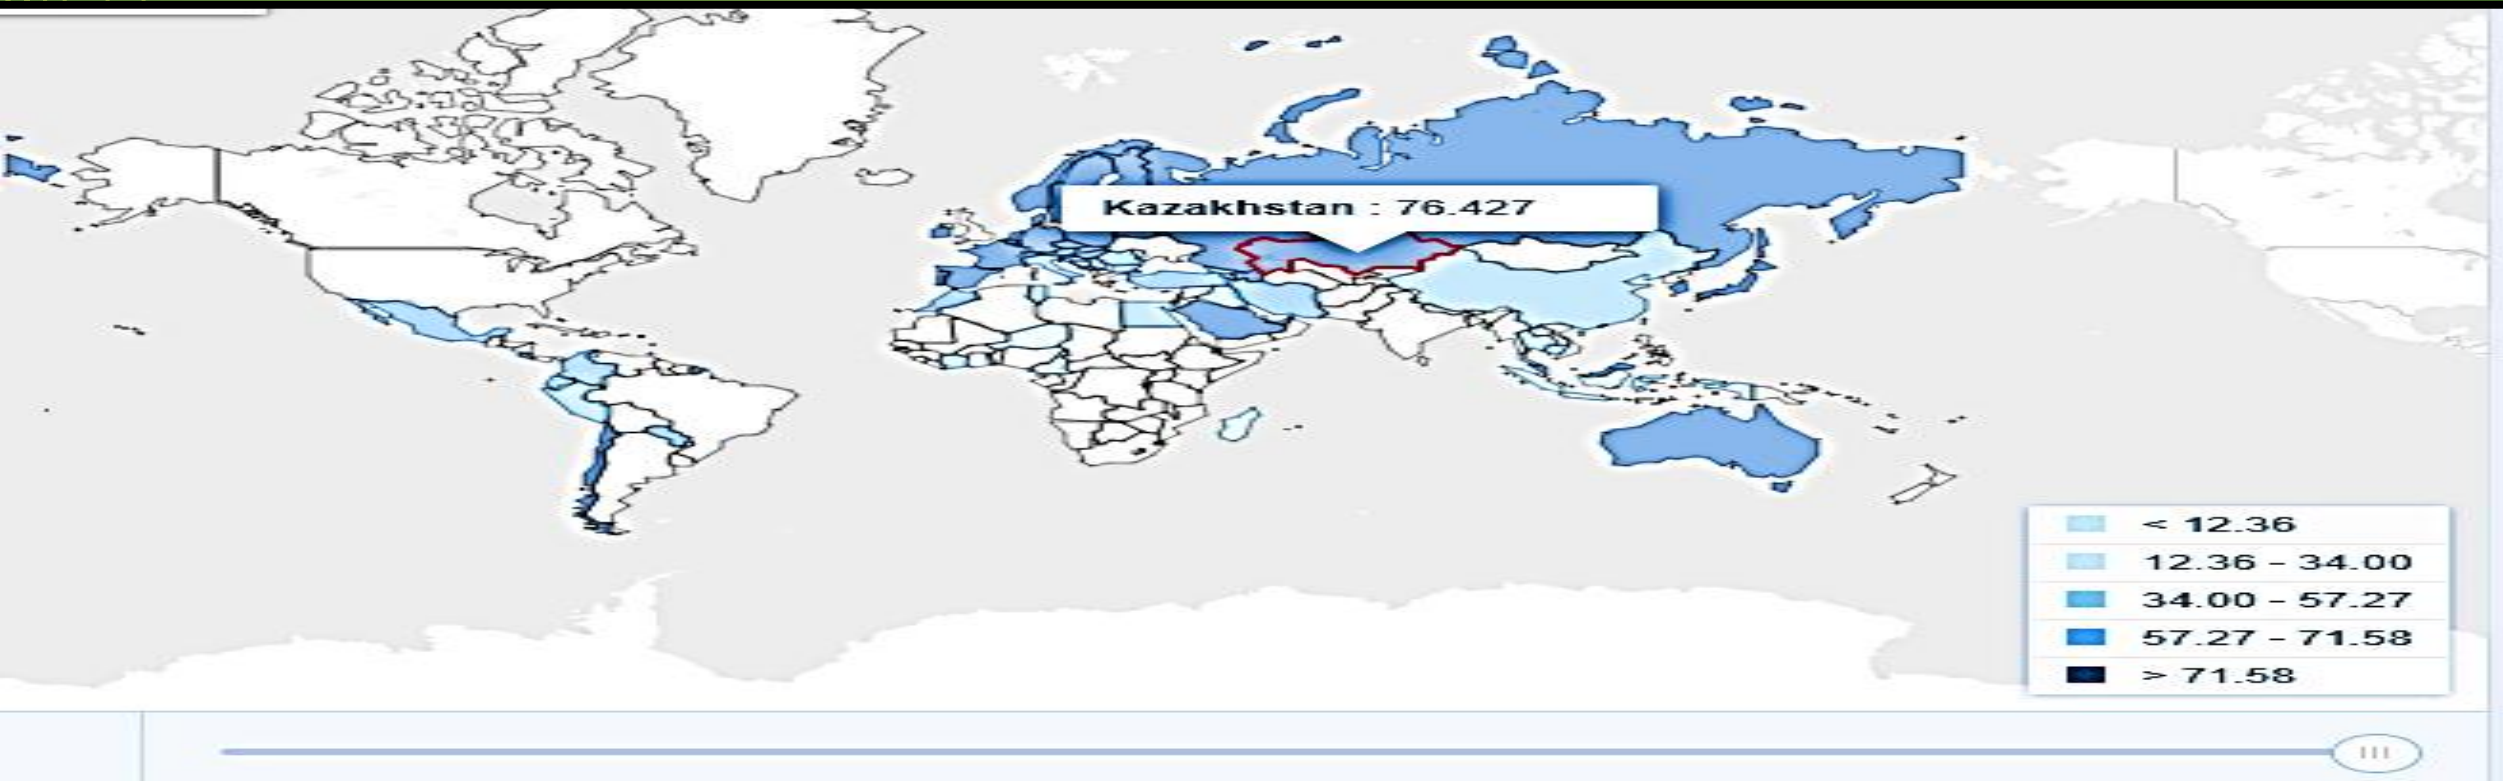 Kazakhstan : 76.427
< 12.36
12.36 - 34.00
34.00 - 57.27
57.27 - 71.58
> 71.58